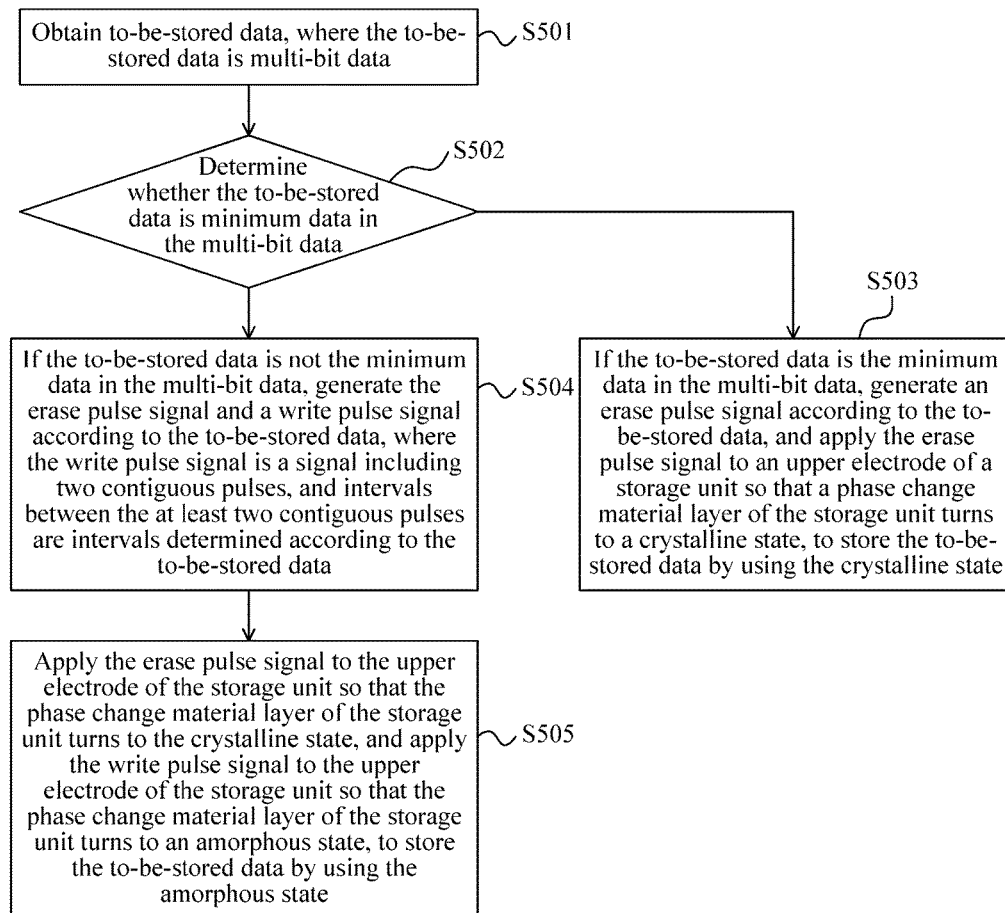 Obtain to-be-stored data, where the to-be-
stored data is multi-bit data
S501
Determine
whether the to-be-stored
data is minimum data in
the multi-bit data
S502
S503
If the to-be-stored data is the minimum
data in the multi-bit data, generate an
erase pulse signal according to the to-
be-stored data, and apply the erase
pulse signal to an upper electrode of a
storage unit so that a phase change
material layer of the storage unit turns
to a crystalline state, to store the to-be-
stored data by using the crystalline state
If the to-be-stored data is not the minimum
data in the multi-bit data, generate the
erase pulse signal and a write pulse signal
according to the to-be-stored data, where
the write pulse signal is a signal including
two contiguous pulses, and intervals
between the at least two contiguous pulses
are intervals determined according to the
to-be-stored data
S504
Apply the erase pulse signal to the upper
electrode of the storage unit so that the
phase change material layer of the storage
unit turns to the crystalline state, and apply
the write pulse signal to the upper
electrode of the storage unit so that the
phase change material layer of the storage
unit turns to an amorphous state, to store
the to-be-stored data by using the
amorphous state
S505